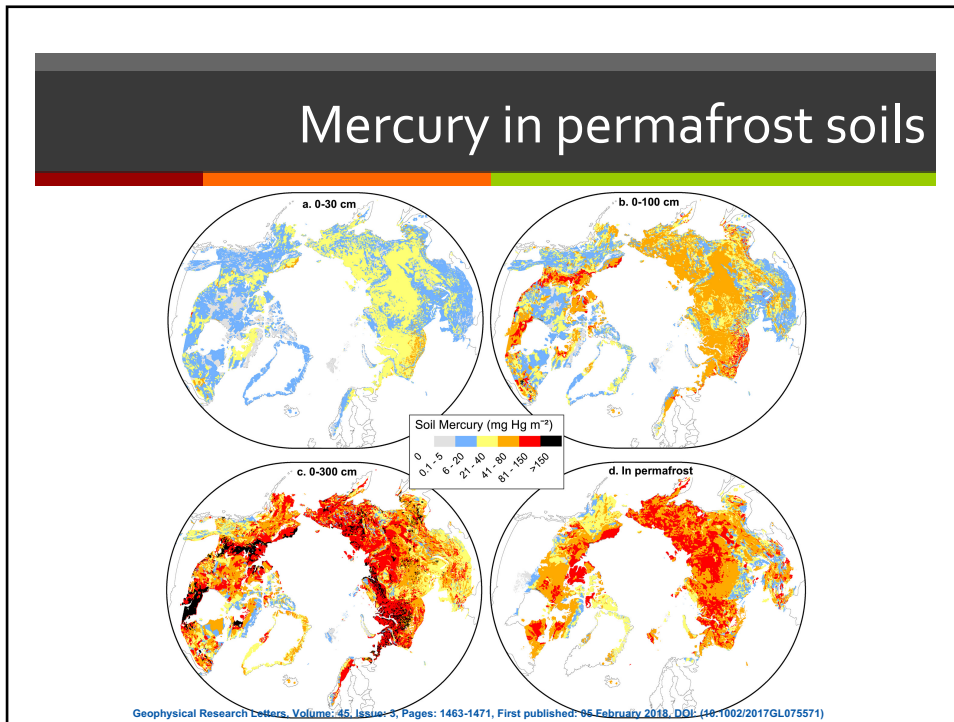 Mercury in permafrost soils
a. 0-30 cm
b. 0-100 cm
Soil Mercury (mg Hg m⁻²)
0
0.1 - 5
6 - 20
21 - 40
41 - 80
81 - 150
>150
c. 0-300 cm
d. In permafrost
Geophysical Research Letters, Volume: 45, Issue: 3, Pages: 1463-1471, First published: 05 February 2018, DOI: (10.1002/2017GL075571)